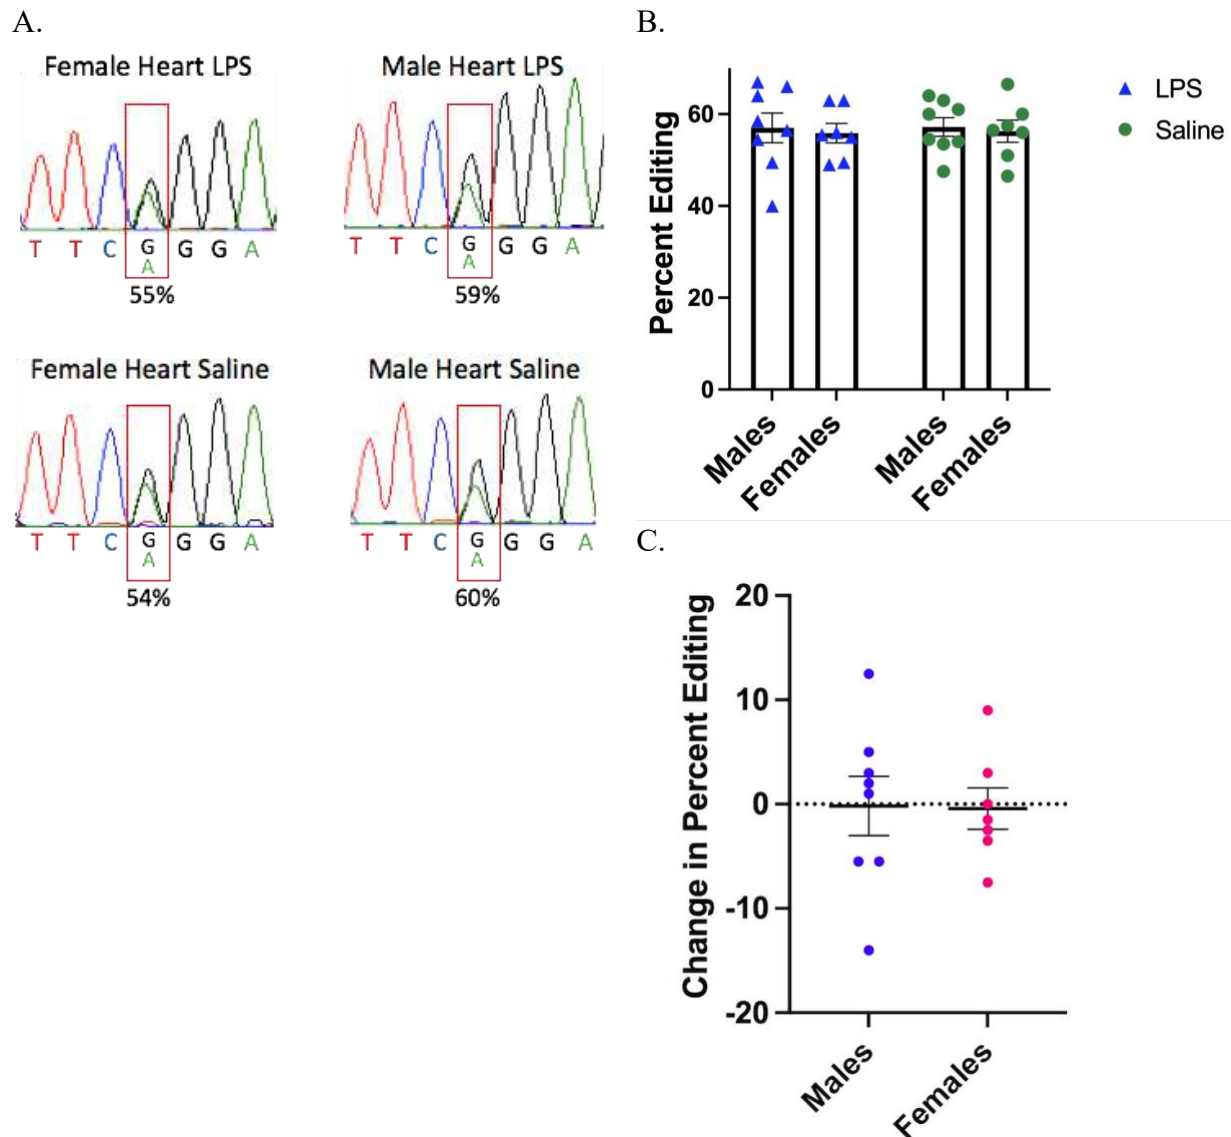 A.
Female Heart LPS
T T C G G G A
A
55%
Male Heart LPS
T T C G G G A
A
59%
Female Heart Saline
T T C G G G A
A
54%
Male Heart Saline
T T C G G G A
A
60%
B.
Percent Editing
60
40
20
0
Males
Females
Males
Females
LPS
Saline
C.
Change in Percent Editing
20
10
0
-10
-20
Males
Females